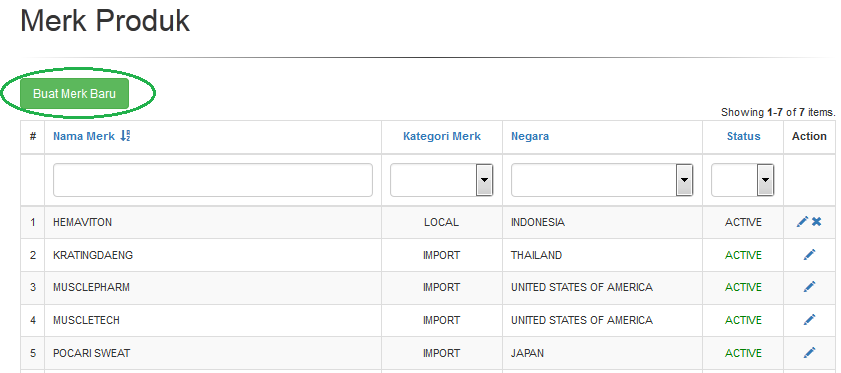 Merk Produk
Buat Merk Baru
Showing 1-7 of 7 items.
# Nama Merk Kategori Merk Negara Status Action
1 HEMAVITON LOCAL INDONESIA ACTIVE
2 KRATINGDAENG IMPORT THAILAND ACTIVE
3 MUSCLEPHARM IMPORT UNITED STATES OF AMERICA ACTIVE
4 MUSCLETECH IMPORT UNITED STATES OF AMERICA ACTIVE
5 POCARI SWEAT IMPORT JAPAN ACTIVE